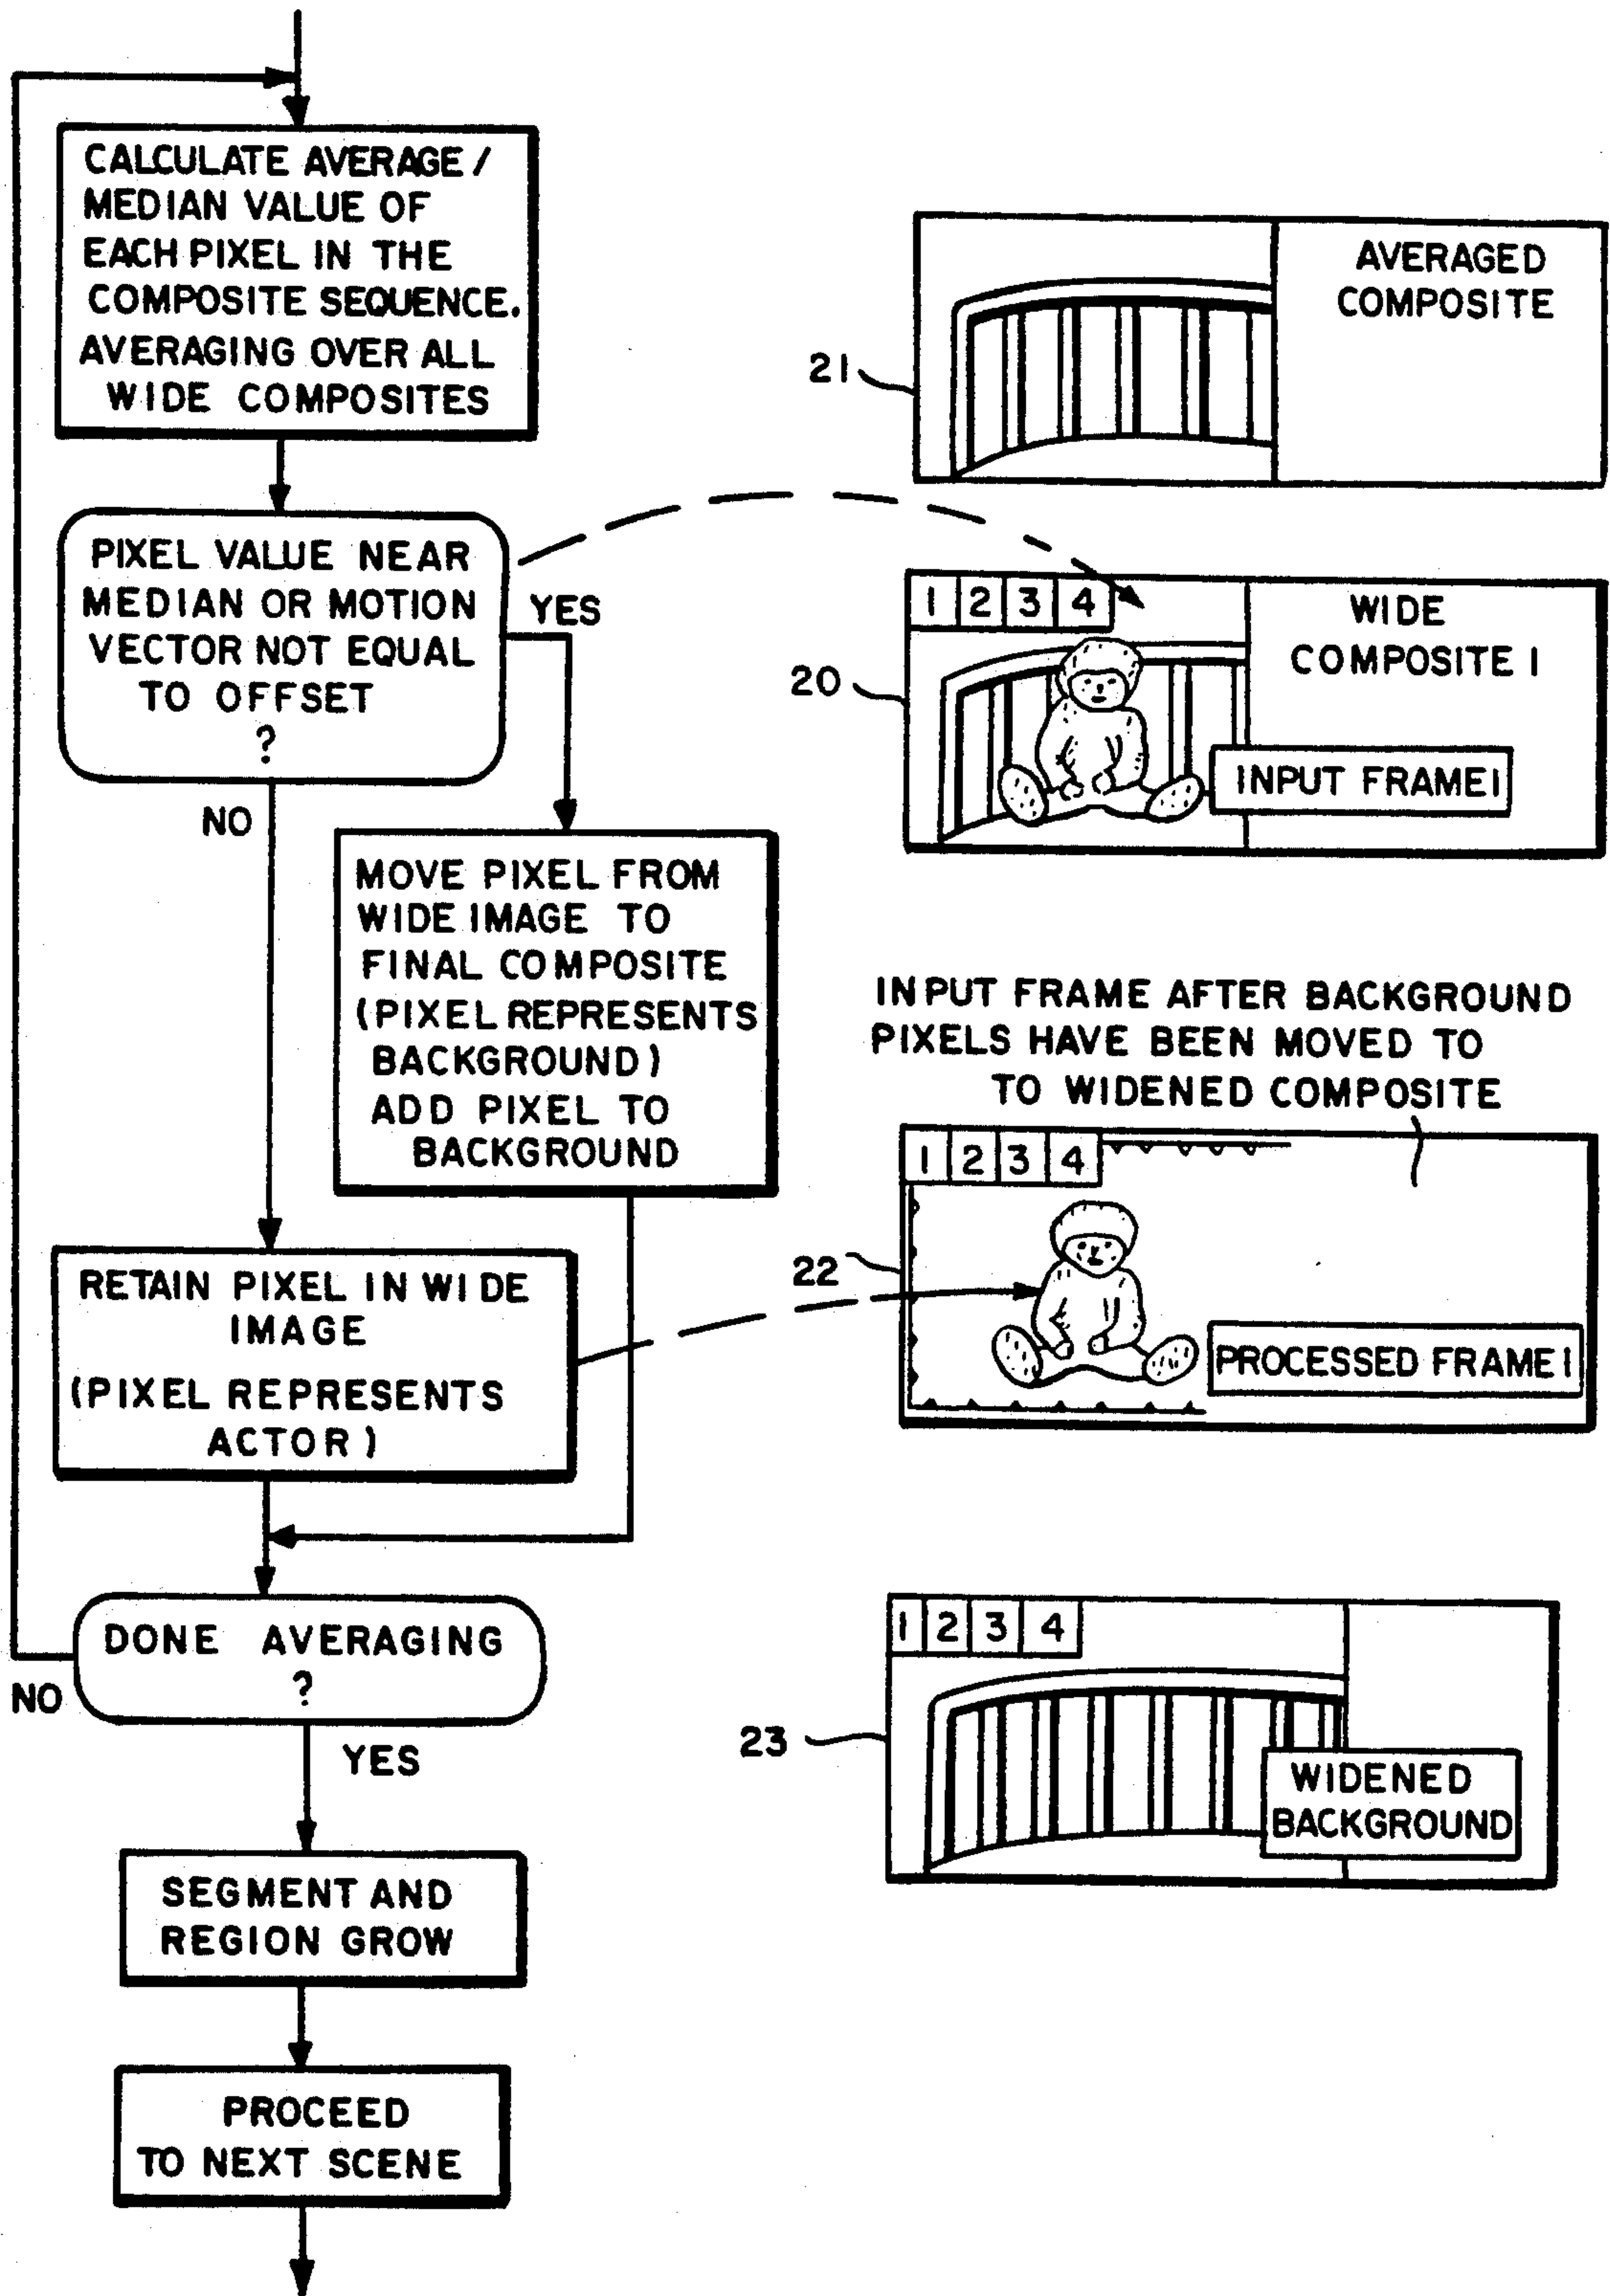 CALCULATE AVERAGE /
MEDIAN VALUE OF
EACH PIXEL IN THE
COMPOSITE SEQUENCE.
AVERAGING OVER ALL
WIDE COMPOSITES
PIXEL VALUE NEAR
MEDIAN OR MOTION
VECTOR NOT EQUAL
TO OFFSET
?
YES
NO
MOVE PIXEL FROM
WIDE IMAGE TO
FINAL COMPOSITE
(PIXEL REPRESENTS
BACKGROUND)
ADD PIXEL TO
BACKGROUND
RETAIN PIXEL IN WIDE
IMAGE
(PIXEL REPRESENTS
ACTOR)
DONE AVERAGING
?
NO
YES
SEGMENT AND
REGION GROW
PROCEED
TO NEXT SCENE
AVERAGED
COMPOSITE
21
1 2 3 4
WIDE
COMPOSITE 1
20
INPUT FRAME 1
INPUT FRAME AFTER BACKGROUND
PIXELS HAVE BEEN MOVED TO
TO WIDENED COMPOSITE
1 2 3 4
22
PROCESSED FRAME 1
1 2 3 4
23
WIDENED
BACKGROUND